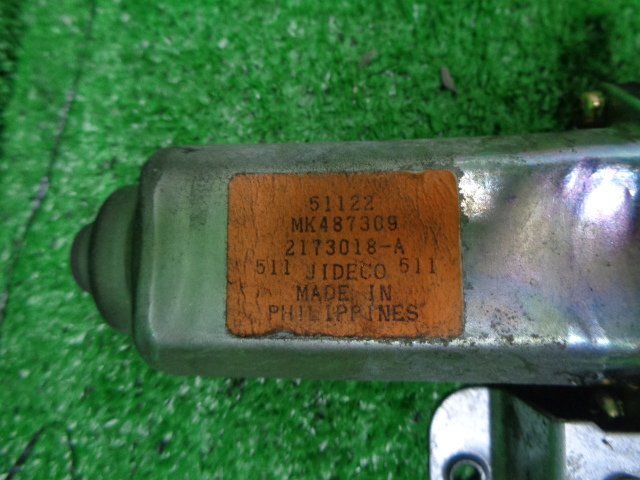 51122
MK487309
2173018-A
511 JIDECO 511
MADE IN
PHILIPPINES